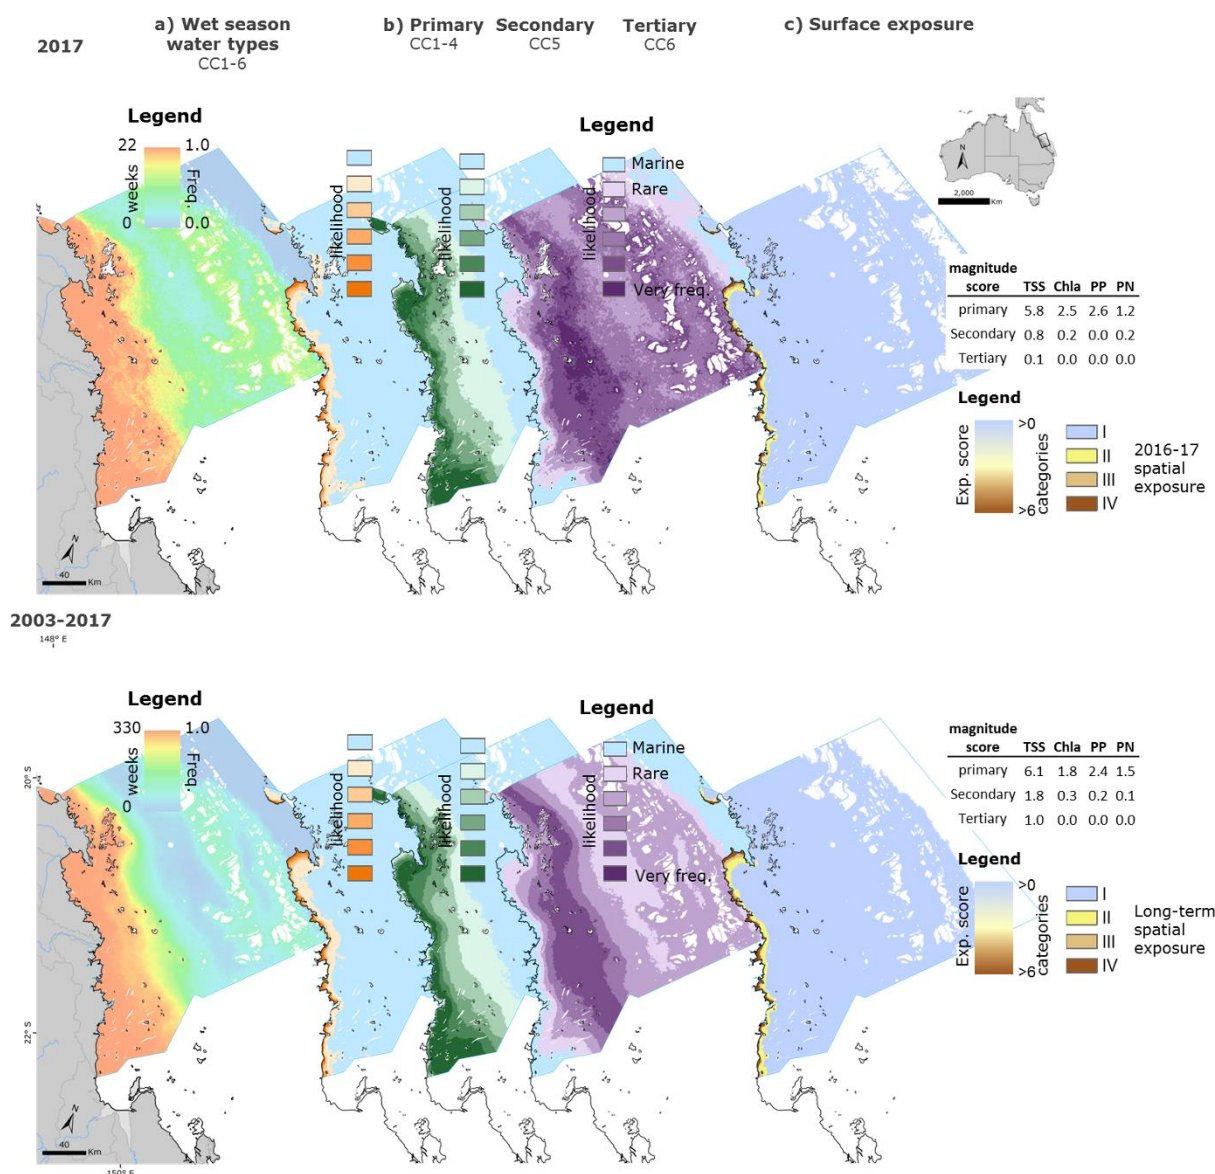 2017
a) Wet season
water types
CC1-6
b) Primary
CC1-4
Secondary
CC5
Tertiary
CC6
c) Surface exposure
Legend
22
1.0
weeks
Freq.
0
0.0
likelihood
likelihood
Legend
likelihood
Marine
Rare
Very freq.
N
2,000
Km
magnitude
score TSS Chla PP PN
primary 5.8 2.5 2.6 1.2
Secondary 0.8 0.2 0.0 0.2
Tertiary 0.1 0.0 0.0 0.0
Legend
Exp. score
>0
>6
categories
I
II
III
IV
2016-17
spatial
exposure
N
40
Km
2003-2017
148° E
Legend
330
1.0
weeks
Freq.
0
0.0
20° S
22° S
likelihood
likelihood
Legend
likelihood
Marine
Rare
Very freq.
magnitude
score TSS Chla PP PN
primary 6.1 1.8 2.4 1.5
Secondary 1.8 0.3 0.2 0.1
Tertiary 1.0 0.0 0.0 0.0
Legend
Exp. score
>0
>6
categories
I
II
III
IV
Long-term
spatial
exposure
N
40
Km
150° E